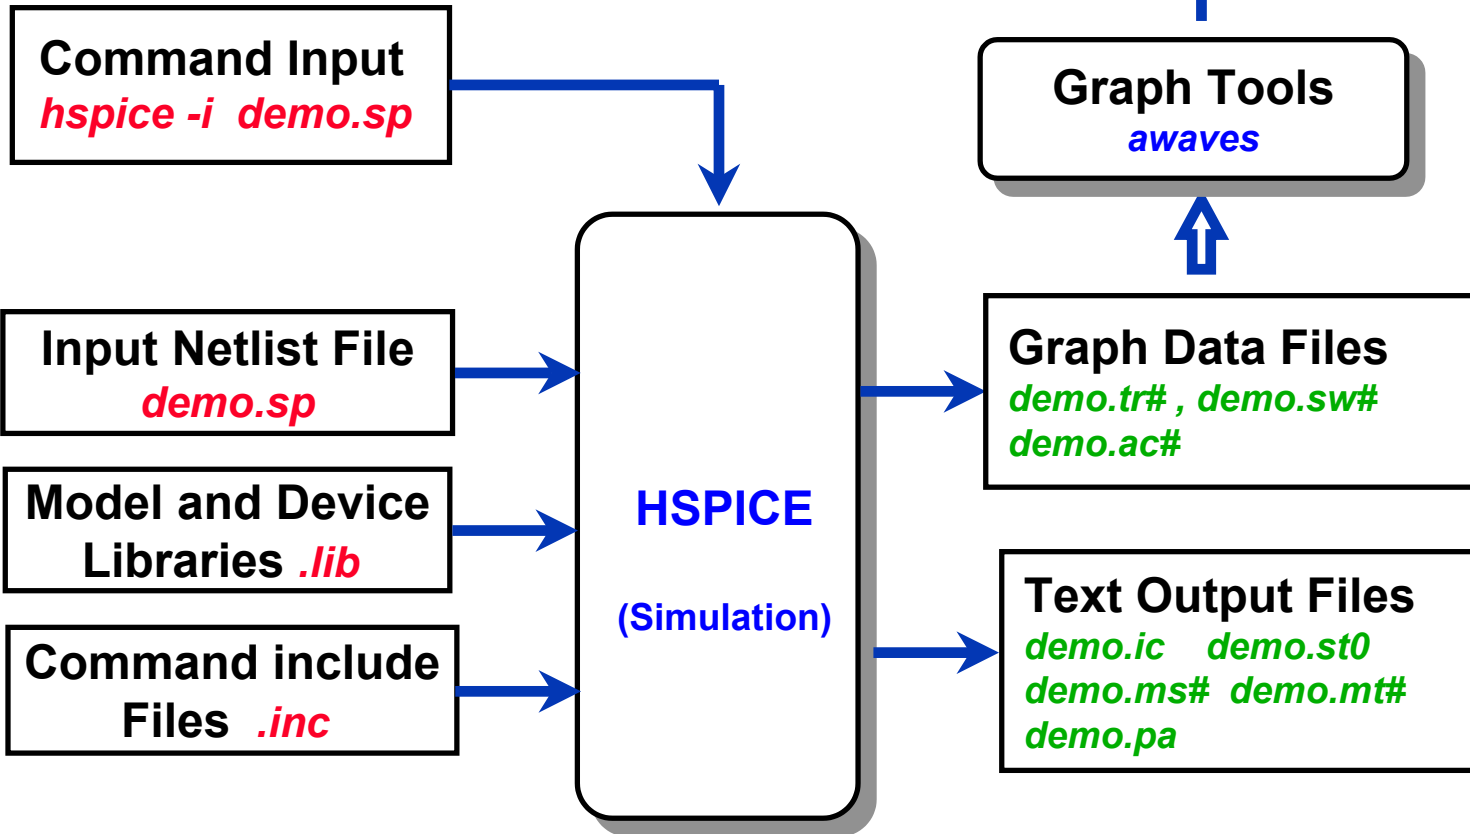 Command Input
hspice -i demo.sp
Graph Tools
awaves
Input Netlist File
demo.sp
Model and Device
Libraries .lib
Command include
Files .inc
HSPICE
(Simulation)
Graph Data Files
demo.tr# , demo.sw#
demo.ac#
Text Output Files
demo.ic demo.st0
demo.ms# demo.mt#
demo.pa